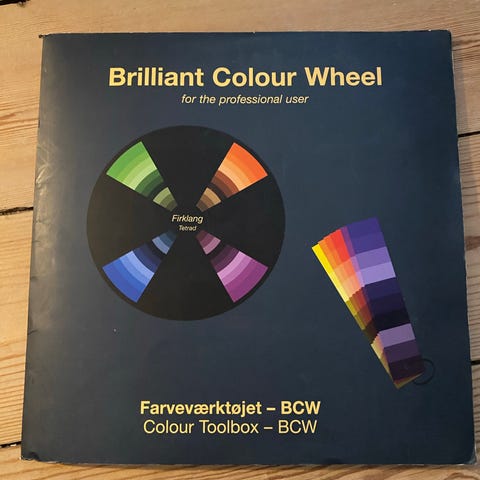 Brilliant Colour Wheel
for the professional user
Firklang
Tetrad
Farveværktøjet – BCW
Colour Toolbox – BCW